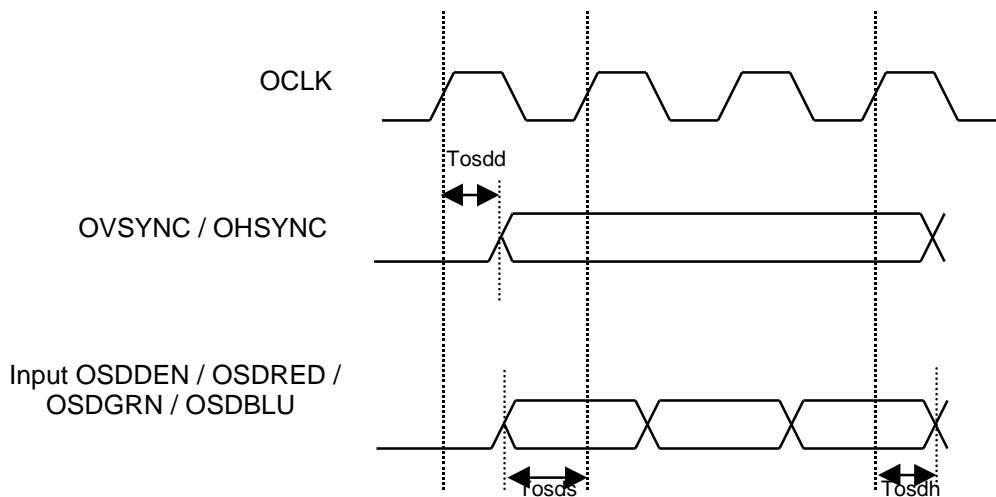 OCLK
Tosdd
OVSYNC / OHSYNC
Input OSDDEN / OSDRED /
OSDGRN / OSDBLU
Tosds
Tosdh